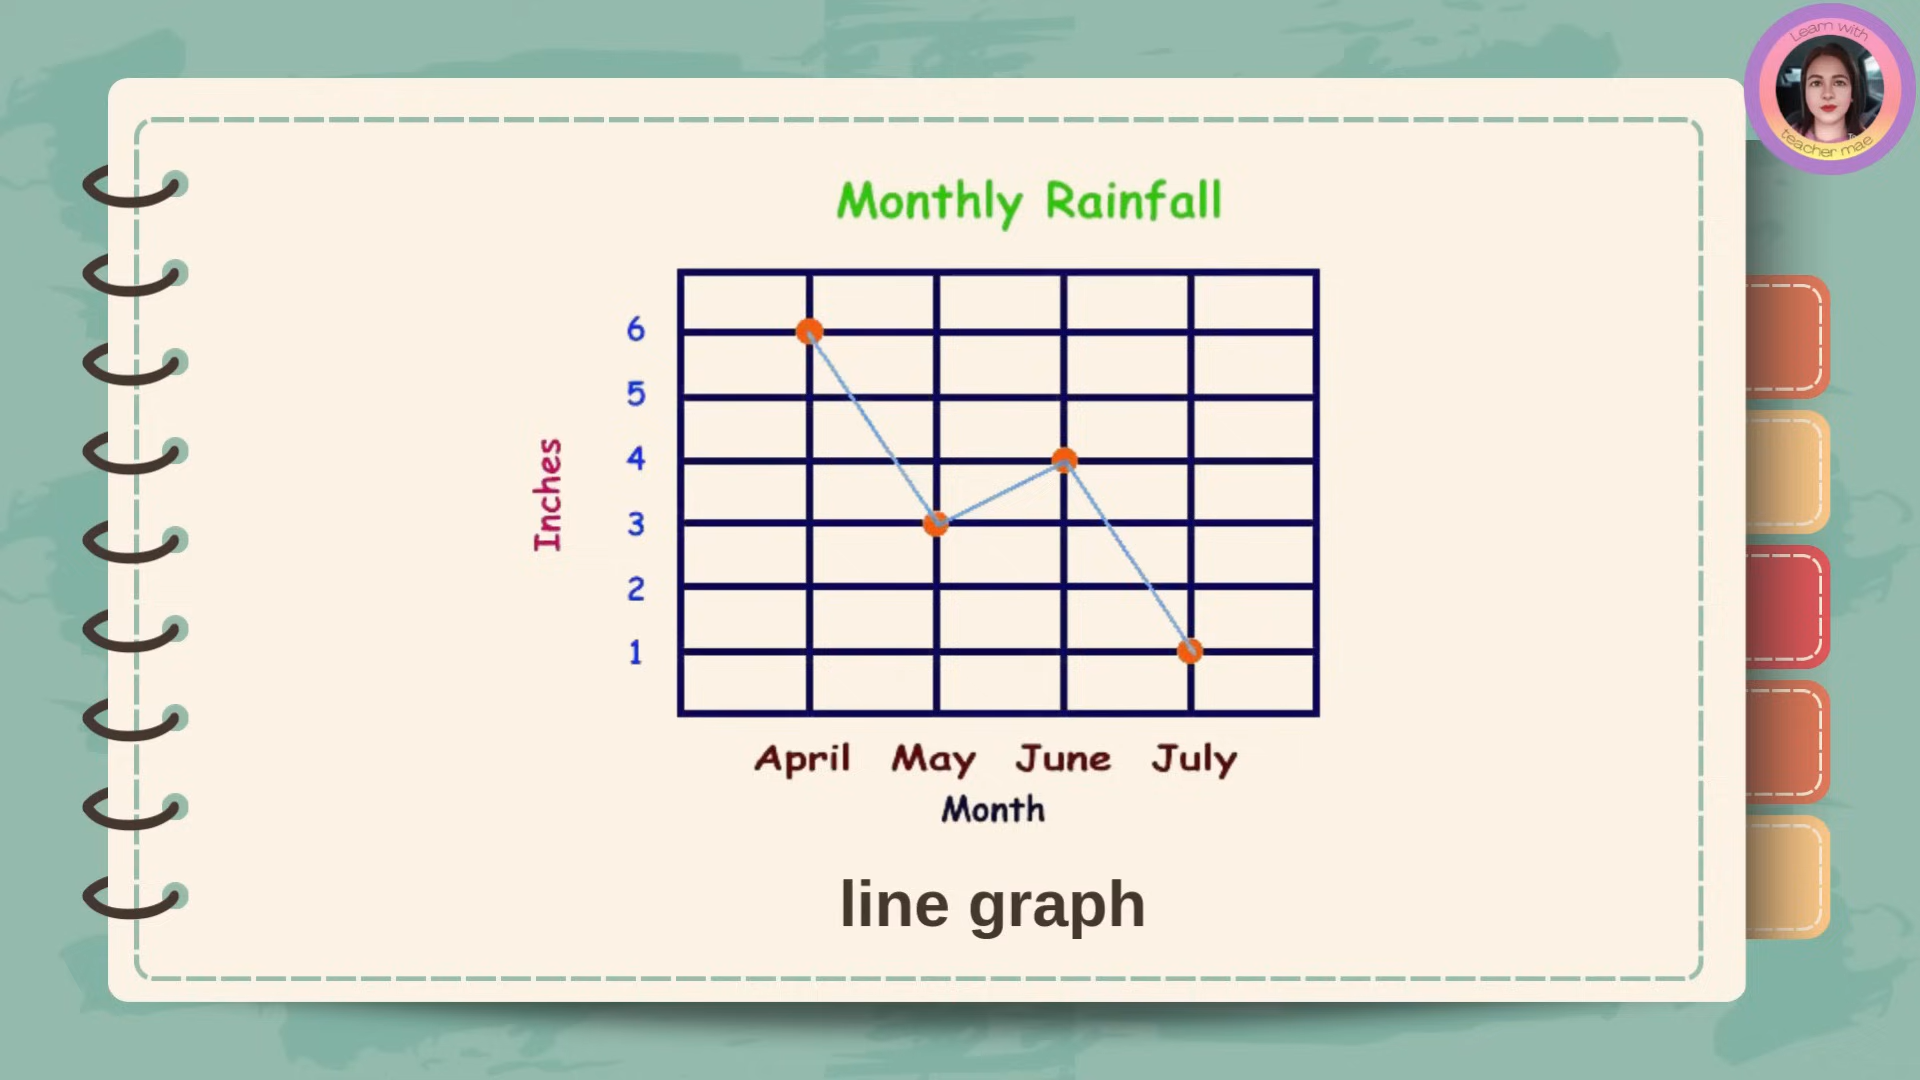 Learn with
teacher mae
Monthly Rainfall
6
5
4
3
2
1
Inches
April May June July
Month
line graph